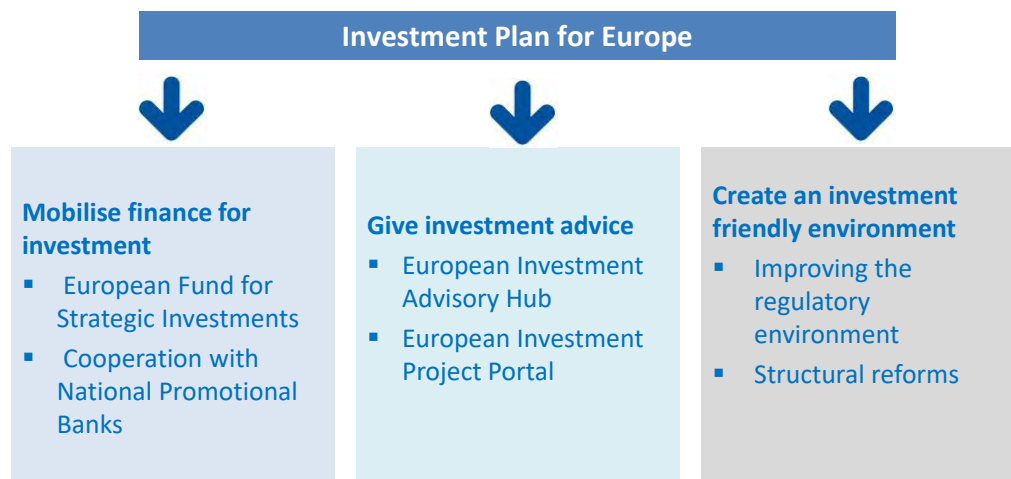 Investment Plan for Europe
Mobilise finance for
investment
▪ European Fund for
Strategic Investments
▪ Cooperation with
National Promotional
Banks
Give investment advice
▪ European Investment
Advisory Hub
▪ European Investment
Project Portal
Create an investment
friendly environment
▪ Improving the
regulatory
environment
▪ Structural reforms